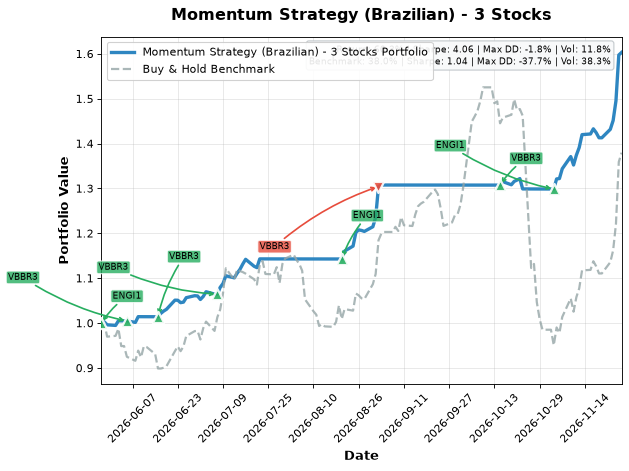 Momentum Strategy (Brazilian) - 3 Stocks
Momentum Strategy (Brazilian) - 3 Stocks Portfolio
Buy & Hold Benchmark
4.06 | Max DD: -1.8% | Vol: 11.8%
Benchmark: 38.0% | Sharpe: 1.04 | Max DD: -37.7% | Vol: 38.3%
Portfolio Value
1.6
1.5
1.4
1.3
1.2
1.1
1.0
0.9
ENGI1
VBBR3
ENGI1
VBBR3
VBBR3
VBBR3
VBBR3
ENGI1
2026-06-07
2026-06-23
2026-07-09
2026-07-25
2026-08-10
2026-08-26
2026-09-11
2026-09-27
2026-10-13
2026-10-29
2026-11-14
Date